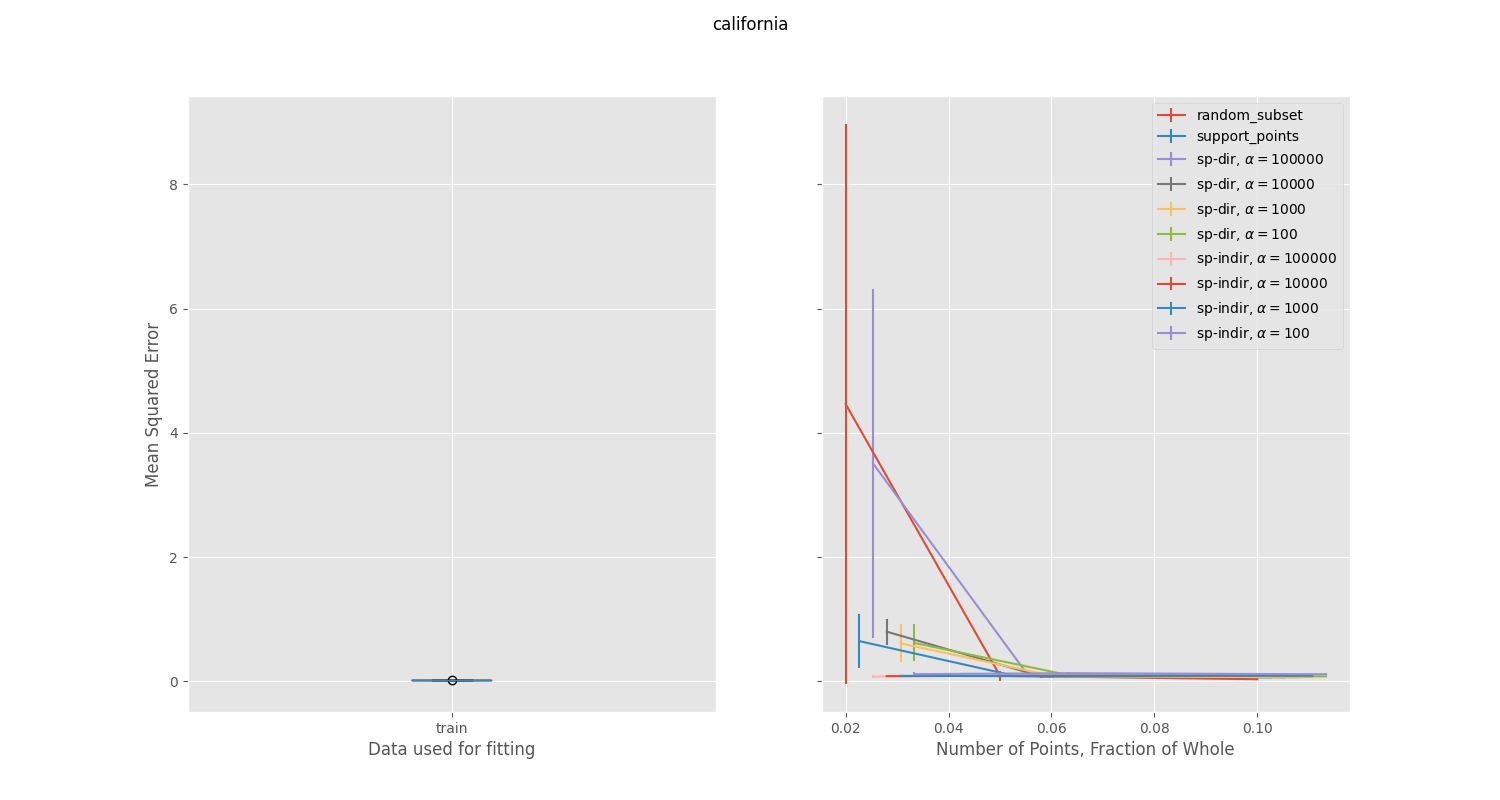 california
Mean Squared Error
8
6
4
2
0
train
Data used for fitting
random_subset
support_points
sp-dir, α = 100000
sp-dir, α = 10000
sp-dir, α = 1000
sp-dir, α = 100
sp-indir, α = 100000
sp-indir, α = 10000
sp-indir, α = 1000
sp-indir, α = 100
0.02 0.04 0.06 0.08 0.10
Number of Points, Fraction of Whole